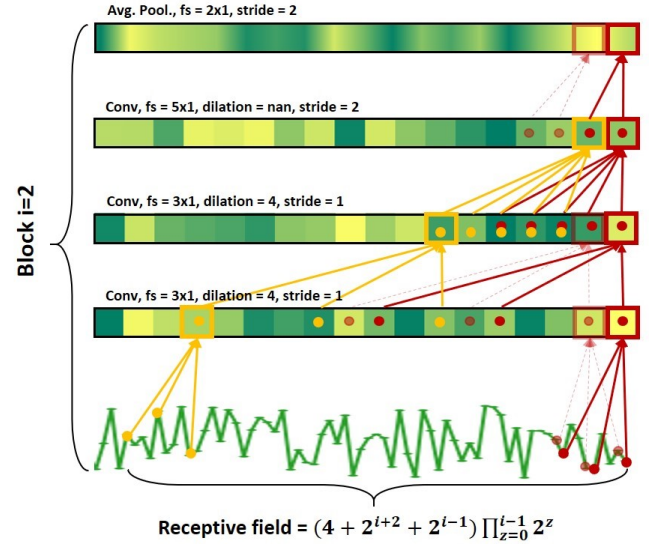 Avg. Pool., fs = 2x1, stride = 2
Conv, fs = 5x1, dilation = nan, stride = 2
Block i=2
Conv, fs = 3x1, dilation = 4, stride = 1
Conv, fs = 3x1, dilation = 4, stride = 1
Receptive field = $(4 + 2^{i+2} + 2^{i-1}) \prod_{z=0}^{i-1} 2^z$